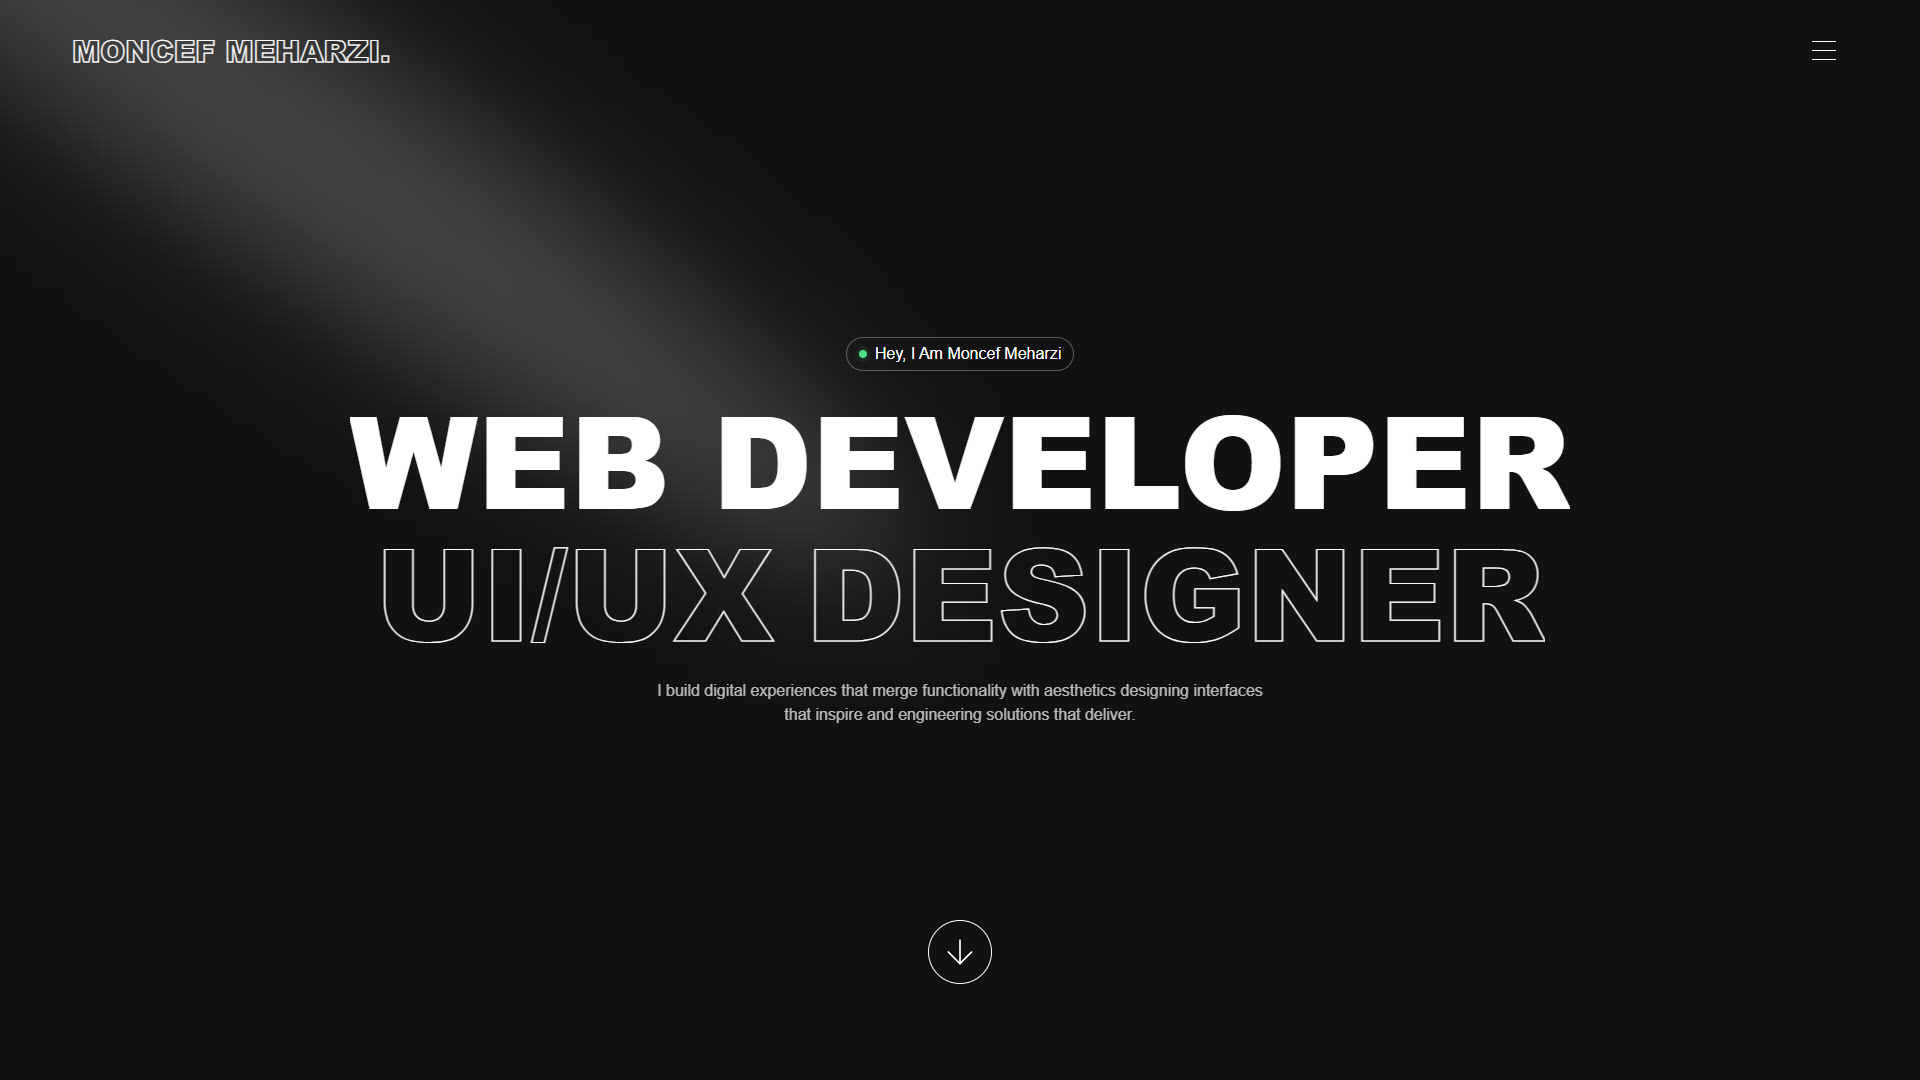 MONCEF MEHARZI.
Hey, I Am Moncef Meharzi
WEB DEVELOPER
UI/UX DESIGNER
I build digital experiences that merge functionality with aesthetics designing interfaces
that inspire and engineering solutions that deliver.